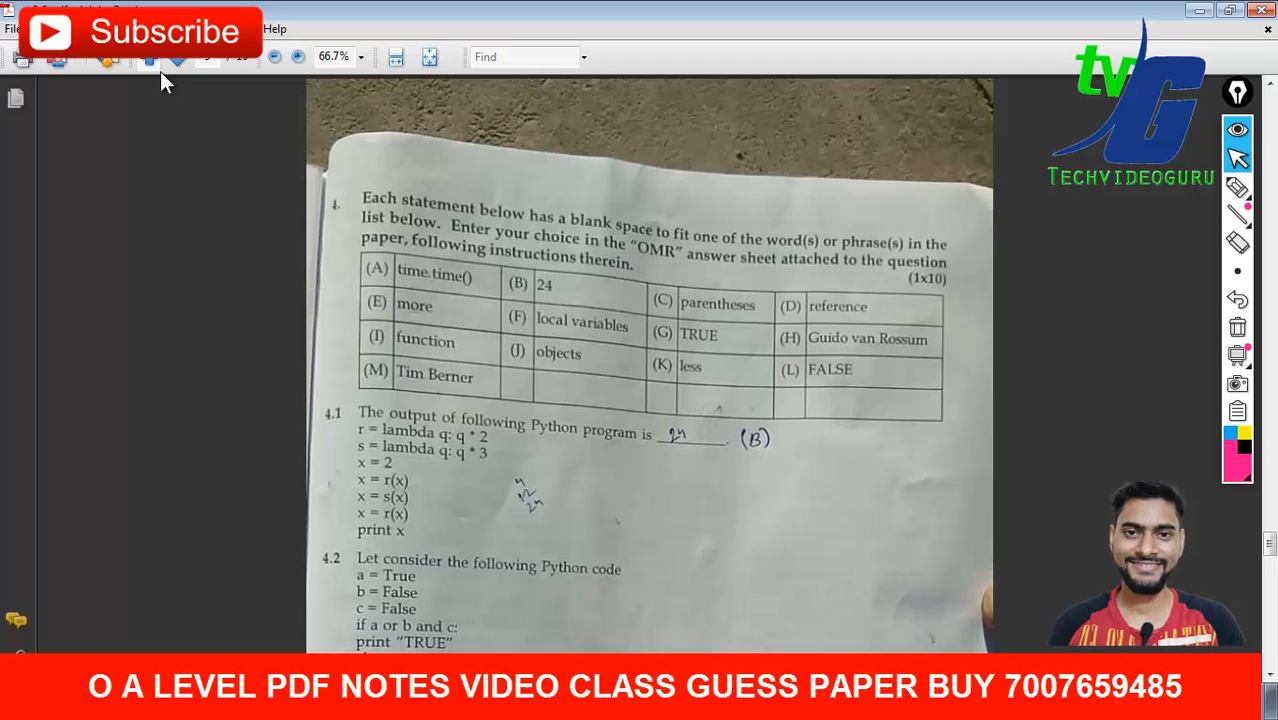 Subscribe
Help
66.7%
Find
tv
G
TECHVIDEOGURU
4. Each statement below has a blank space to fit one of the word(s) or phrase(s) in the
list below. Enter your choice in the "OMR" answer sheet attached to the question
paper, following instructions therein. (1x10)
(A) time.time() (B) 24 (C) parentheses (D) reference
(E) more (F) local variables (G) TRUE (H) Guido van Rossum
(I) function (J) objects (K) less (L) FALSE
(M) Tim Berner
4.1 The output of following Python program is 24. (B)
r = lambda q: q * 2
s = lambda q: q * 3
x = 2
x = r(x)
x = s(x)
x = r(x)
print x
4
12
24
4.2 Let consider the following Python code
a = True
b = False
c = False
if a or b and c:
print "TRUE"
O A LEVEL PDF NOTES VIDEO CLASS GUESS PAPER BUY 7007659485